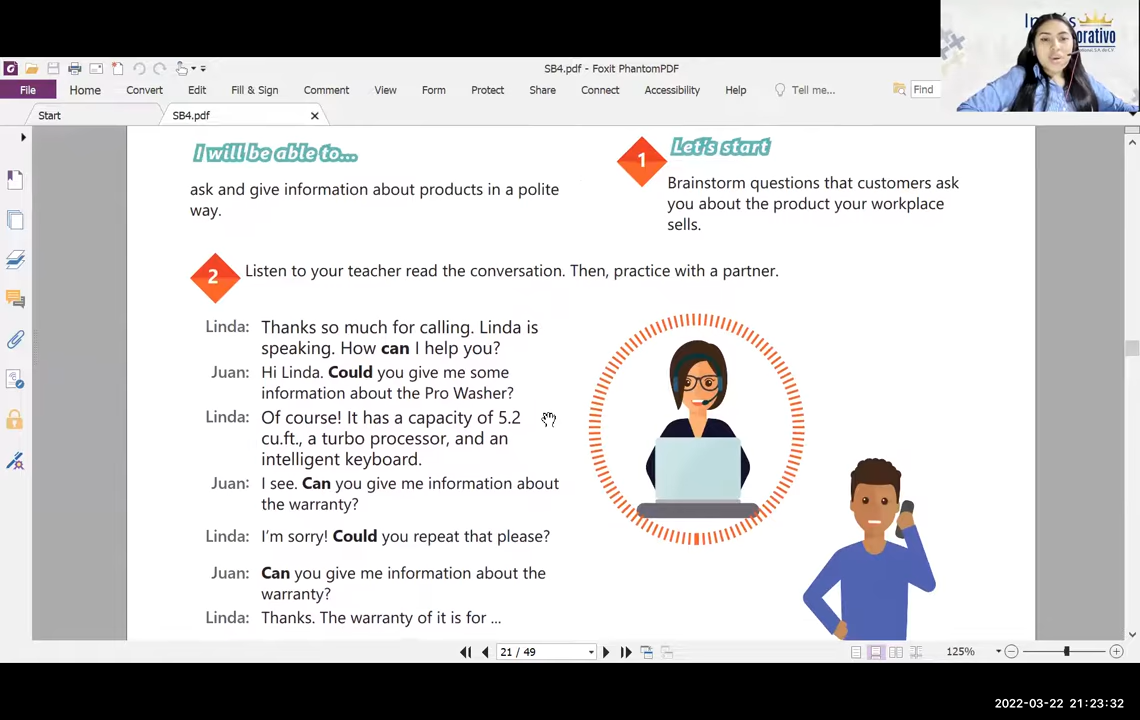 Inglés
orativo
SB4.pdf - Foxit PhantomPDF
File Home Convert Edit Fill & Sign Comment View Form Protect Share Connect Accessibility Help Tell me... Find
Start SB4.pdf
I will be able to...
ask and give information about products in a polite
way.
1 Let's start
Brainstorm questions that customers ask
you about the product your workplace
sells.
2 Listen to your teacher read the conversation. Then, practice with a partner.
Linda: Thanks so much for calling. Linda is
speaking. How can I help you?
Juan: Hi Linda. Could you give me some
information about the Pro Washer?
Linda: Of course! It has a capacity of 5.2
cu.ft., a turbo processor, and an
intelligent keyboard.
Juan: I see. Can you give me information about
the warranty?
Linda: I'm sorry! Could you repeat that please?
Juan: Can you give me information about the
warranty?
Linda: Thanks. The warranty of it is for ...
21 / 49
125%
2022-03-22 21:23:32